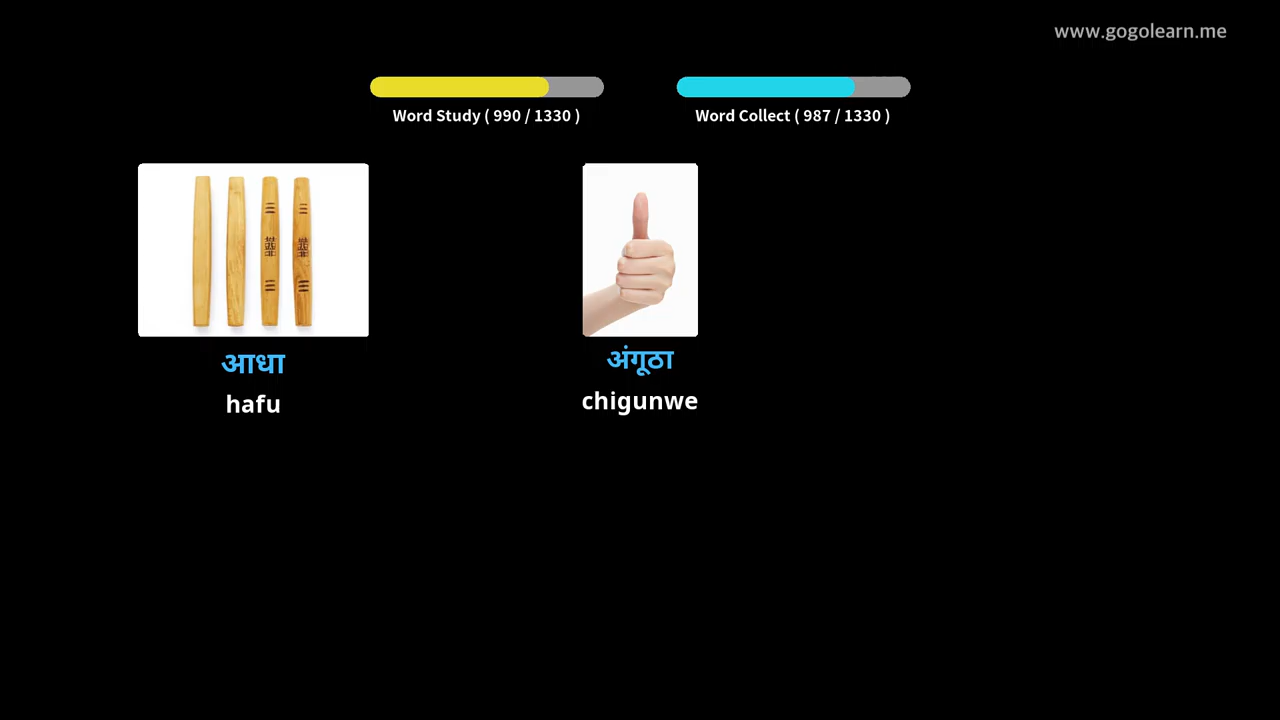 www.gogolearn.me
Word Study ( 990 / 1330 )
Word Collect ( 987 / 1330 )
आधा
hafu
अंगूठा
chigunwe